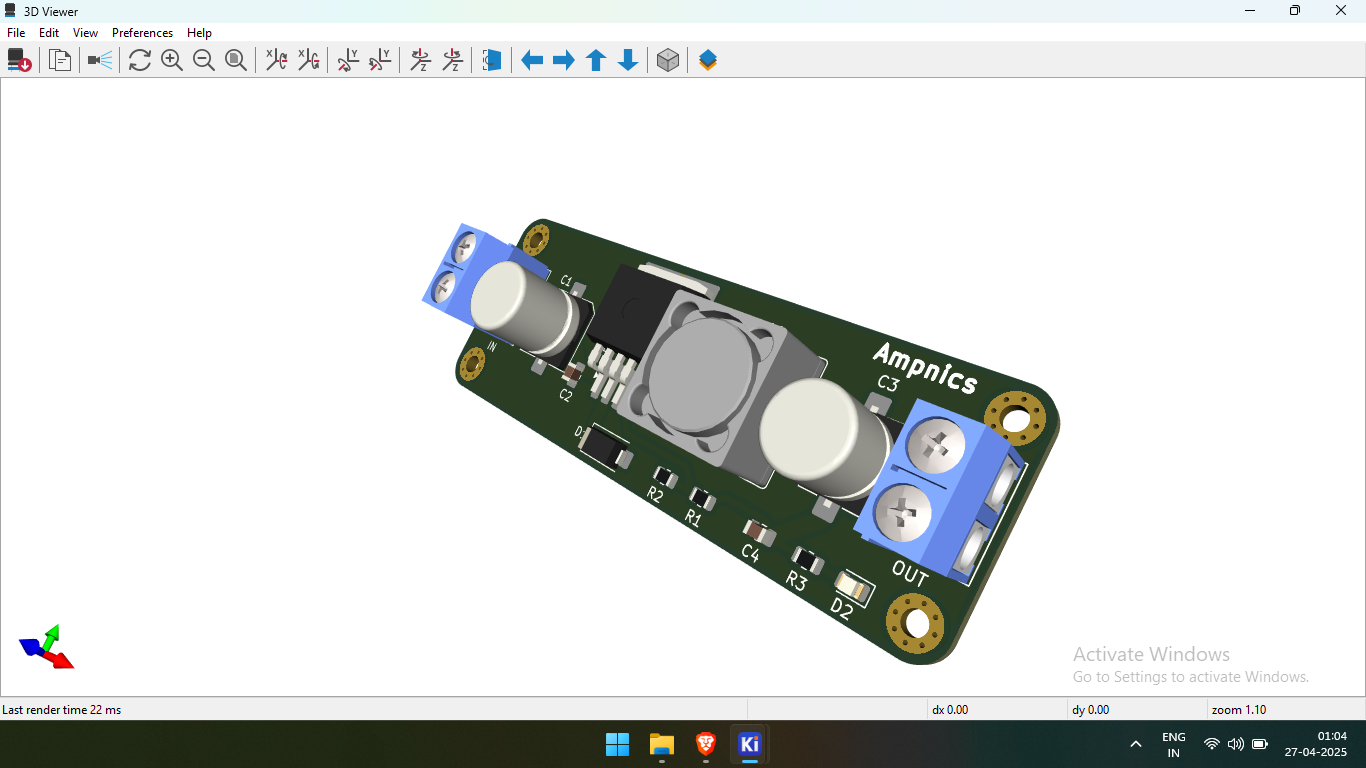 3D Viewer
File Edit View Preferences Help
C1
IN
C2
D1
R2
R1
C4
R3
D2
Ampnics
C3
OUT
Activate Windows
Go to Settings to activate Windows.
Last render time 22 ms
dx 0.00
dy 0.00
zoom 1.10
Ki
ENG
IN
01:04
27-04-2025